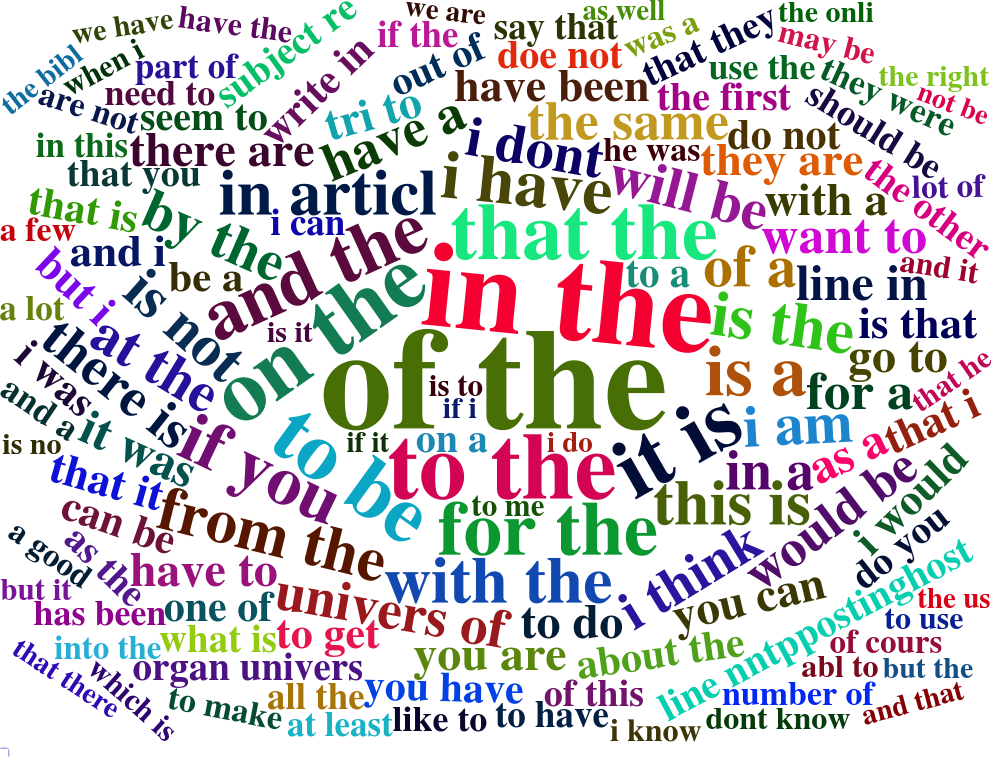 we are
as well
the onli
we have
have the
subject re
if the
say that
was a
that they
may be
the bibl
when i
part of
write in
out of
doe not
use the
they were
the right
are not
need to
tri to
have been
the first
should be
not be
seem to
have a
i dont
the same
do not
in this
there are
he was
they are
the other
lot of
that you
in articl
i have
will be
with a
that is
by the
i can
and the
that the
want to
a few
and i
be a
in the
to a
of a
line in
and it
but i
is not
on the
is the
is that
a lot
at the
is it
of the
is a
go to
i was
there is
is to
if i
for a
that he
and a
it was
if you
to be
if it
on a
i do
it is
i am
as a
that i
is no
that it
from the
to the
in a
would be
i would
can be
to me
for the
this is
do you
a good
as the
have to
with the
i think
you can
line nntppostinghost
but it
has been
one of
univers of
to do
the us
to use
into the
what is
to get
you are
about the
of cours
that there
which is
organ univers
all the
you have
of this
number of
abl to
but the
to make
at least
like to
to have
i know
dont know
and that